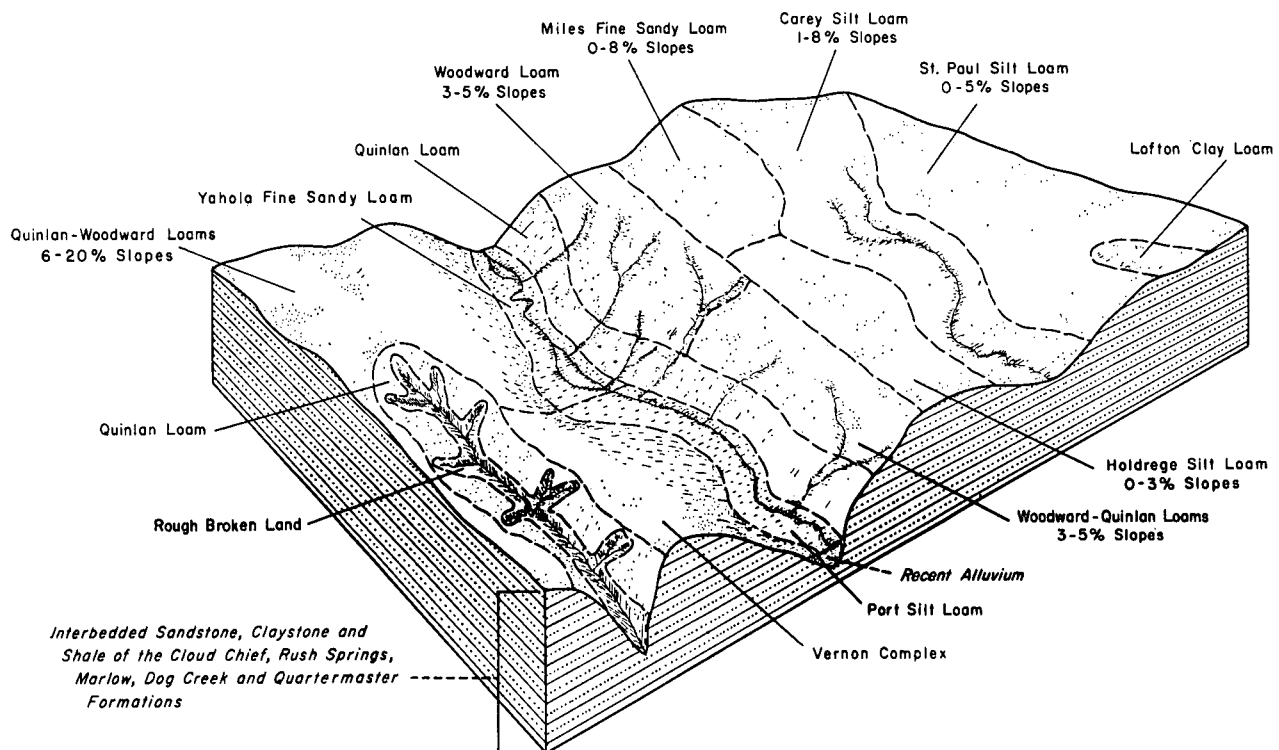 Carey Silt Loam
1-8% Slopes
Miles Fine Sandy Loam
0-8% Slopes
St. Paul Silt Loam
0-5% Slopes
Woodward Loam
3-5% Slopes
Lofton Clay Loam
Quinlan Loam
Yahola Fine Sandy Loam
Quinlan-Woodward Loams
6-20% Slopes
Quinlan Loam
Holdrege Silt Loam
0-3% Slopes
Rough Broken Land
Woodward-Quinlan Loams
3-5% Slopes
Recent Alluvium
Port Silt Loam
Vernon Complex
Interbedded Sandstone, Claystone and
Shale of the Cloud Chief, Rush Springs,
Marlow, Dog Creek and Quartermaster
Formations